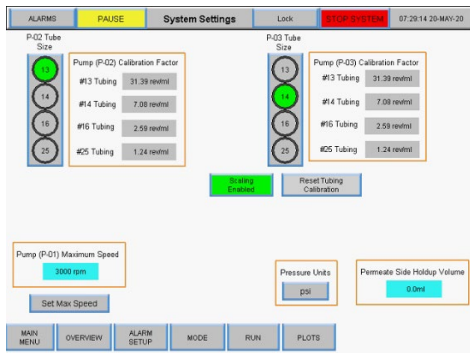 ALARMS PAUSE System Settings Lock STOP SYSTEM 07:29:14 20-MAY-20
P-02 Tube
Size
13
14
16
25
Pump (P-02) Calibration Factor
#13 Tubing 31.39 rev/ml
#14 Tubing 7.08 rev/ml
#16 Tubing 2.59 rev/ml
#25 Tubing 1.24 rev/ml
P-03 Tube
Size
13
14
16
25
Pump (P-03) Calibration Factor
#13 Tubing 31.39 rev/ml
#14 Tubing 7.08 rev/ml
#16 Tubing 2.59 rev/ml
#25 Tubing 1.24 rev/ml
Scaling
Enabled
Reset Tubing
Calibration
Pump (P-01) Maximum Speed
3000 rpm
Set Max Speed
Pressure Units
psi
Permeate Side Holdup Volume
0.0ml
MAIN
MENU
OVERVIEW
ALARM
SETUP
MODE
RUN
PLOTS